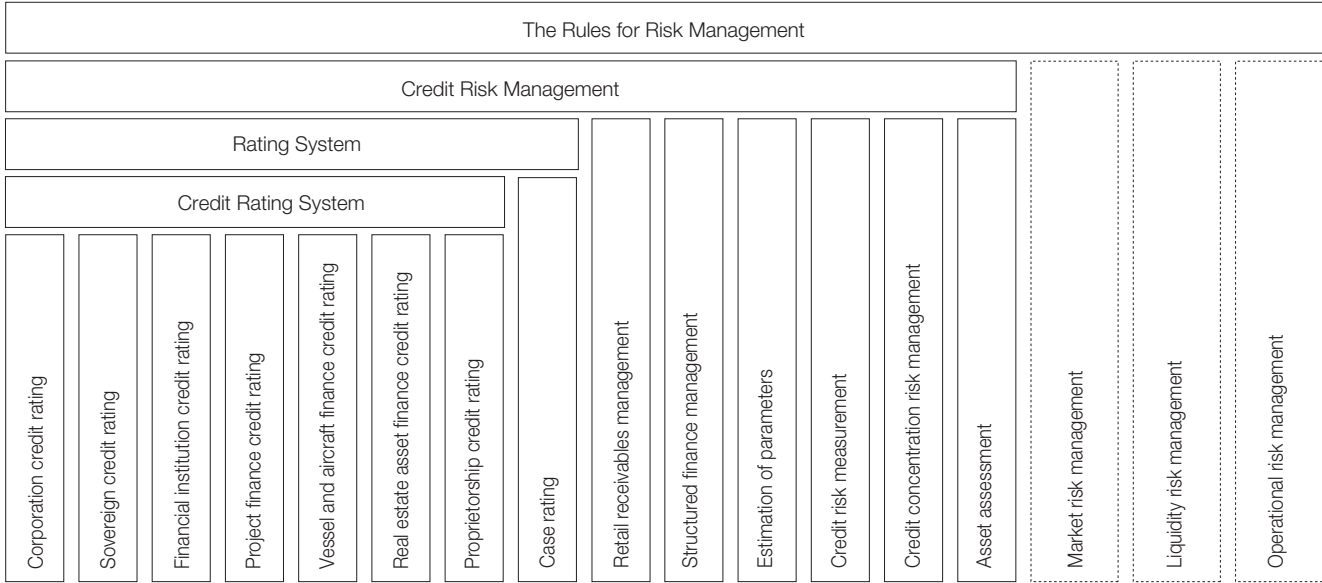 The Rules for Risk Management
Credit Risk Management
Rating System
Credit Rating System
Corporation credit rating
Sovereign credit rating
Financial institution credit rating
Project finance credit rating
Vessel and aircraft finance credit rating
Real estate asset finance credit rating
Proprietorship credit rating
Case rating
Retail receivables management
Structured finance management
Estimation of parameters
Credit risk measurement
Credit concentration risk management
Asset assessment
Market risk management
Liquidity risk management
Operational risk management